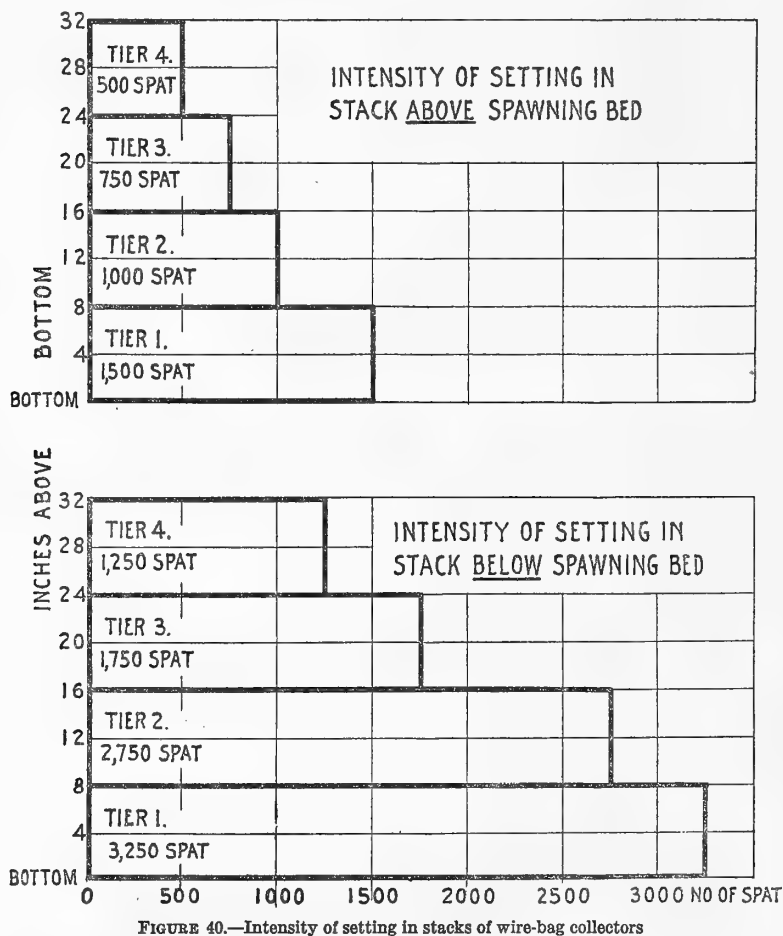 32
TIER 4.
28
500 SPAT
24
TIER 3.
20
750 SPAT
16
TIER 2.
12
1,000 SPAT
8
TIER 1.
4
1,500 SPAT
BOTTOM
INTENSITY OF SETTING IN
STACK ABOVE SPAWNING BED
INCHES ABOVE BOTTOM
32
TIER 4.
28
1,250 SPAT
24
TIER 3.
20
1,750 SPAT
16
TIER 2.
12
2,750 SPAT
8
TIER 1.
4
3,250 SPAT
BOTTOM
INTENSITY OF SETTING IN
STACK BELOW SPAWNING BED
0 500 1000 1500 2000 2500 3000 NO OF SPAT
FIGURE 40.—Intensity of setting in stacks of wire-bag collectors